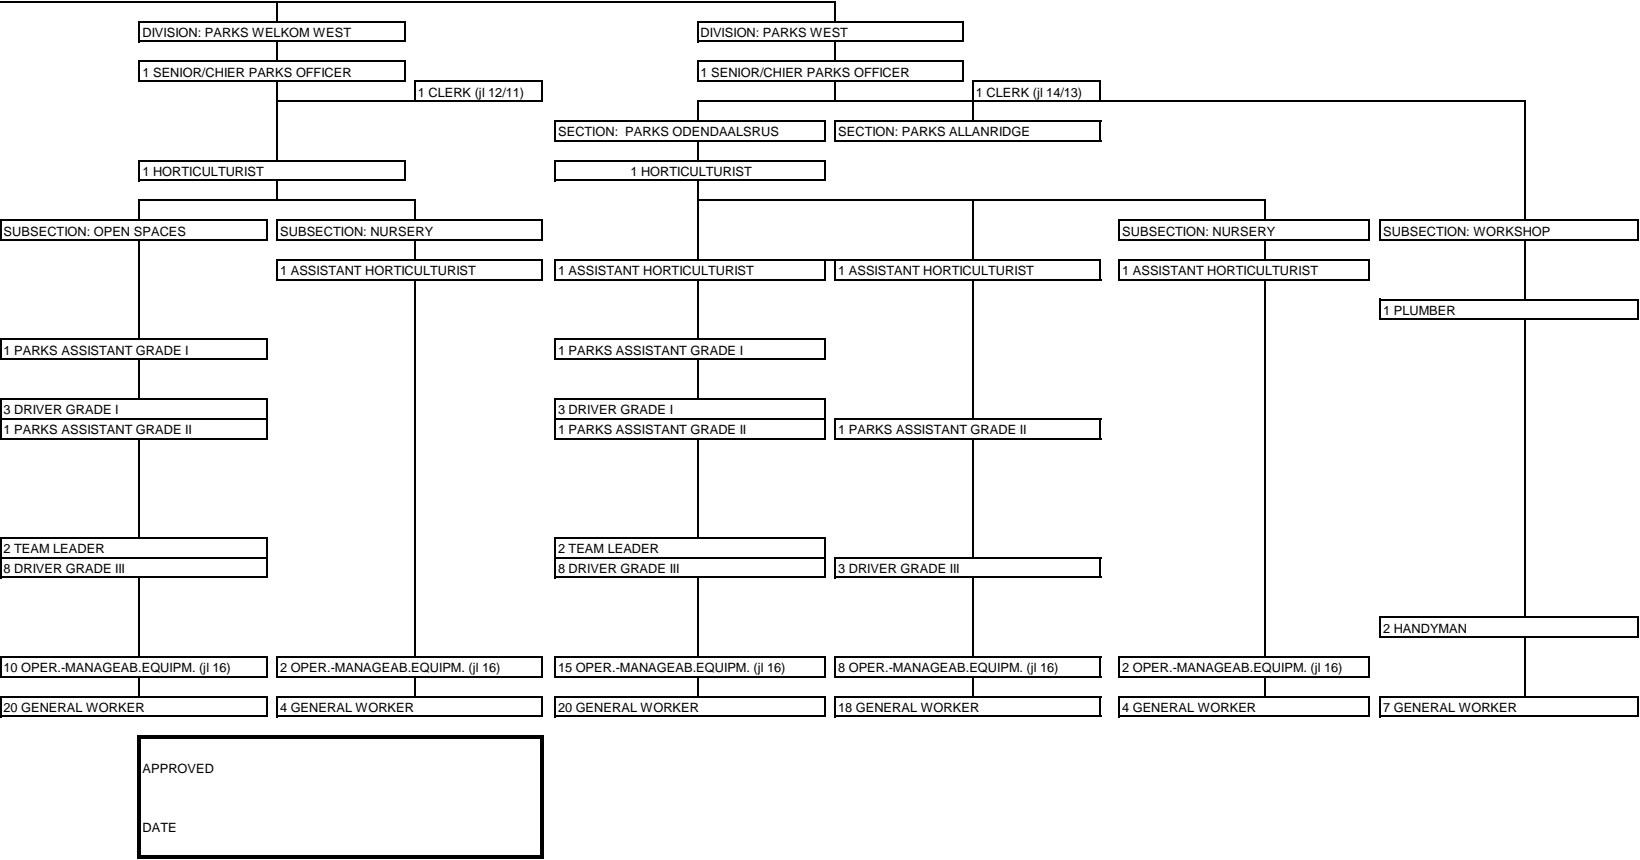 DIVISION: PARKS WELKOM WEST
DIVISION: PARKS WEST
1 SENIOR/CHIER PARKS OFFICER
1 SENIOR/CHIER PARKS OFFICER
1 CLERK (jl 12/11)
1 CLERK (jl 14/13)
SECTION: PARKS ODENDAALSRUS
SECTION: PARKS ALLANRIDGE
1 HORTICULTURIST
1 HORTICULTURIST
SUBSECTION: OPEN SPACES
SUBSECTION: NURSERY
SUBSECTION: NURSERY
SUBSECTION: WORKSHOP
1 ASSISTANT HORTICULTURIST
1 ASSISTANT HORTICULTURIST
1 ASSISTANT HORTICULTURIST
1 ASSISTANT HORTICULTURIST
1 PLUMBER
1 PARKS ASSISTANT GRADE I
1 PARKS ASSISTANT GRADE I
3 DRIVER GRADE I
3 DRIVER GRADE I
1 PARKS ASSISTANT GRADE II
1 PARKS ASSISTANT GRADE II
1 PARKS ASSISTANT GRADE II
2 TEAM LEADER
2 TEAM LEADER
8 DRIVER GRADE III
8 DRIVER GRADE III
3 DRIVER GRADE III
2 HANDYMAN
10 OPER.-MANAGEAB.EQUIPM. (jl 16)
2 OPER.-MANAGEAB.EQUIPM. (jl 16)
15 OPER.-MANAGEAB.EQUIPM. (jl 16)
8 OPER.-MANAGEAB.EQUIPM. (jl 16)
2 OPER.-MANAGEAB.EQUIPM. (jl 16)
20 GENERAL WORKER
4 GENERAL WORKER
20 GENERAL WORKER
18 GENERAL WORKER
4 GENERAL WORKER
7 GENERAL WORKER
APPROVED
DATE